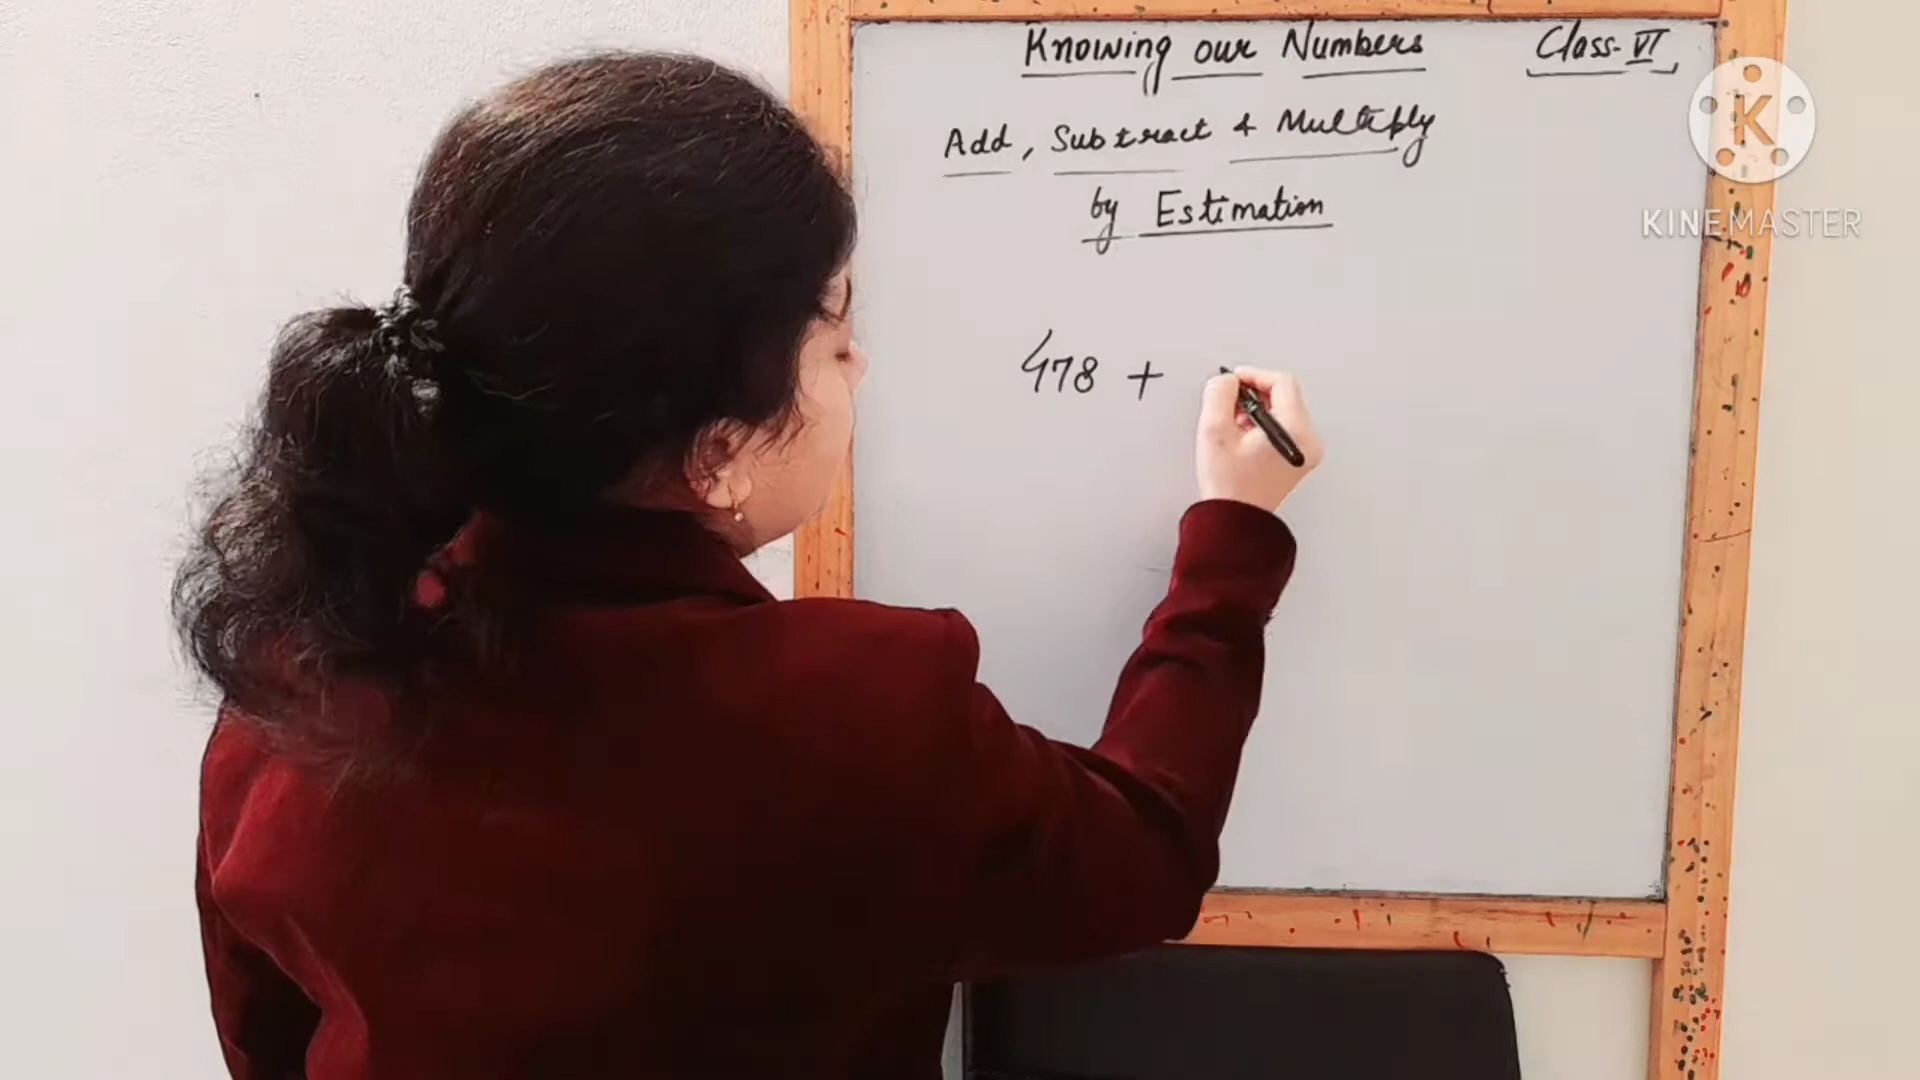 Knowing our Numbers Class-VI
Add, Subtract & Multiply
by Estimation
478 +
K
KINEMASTER